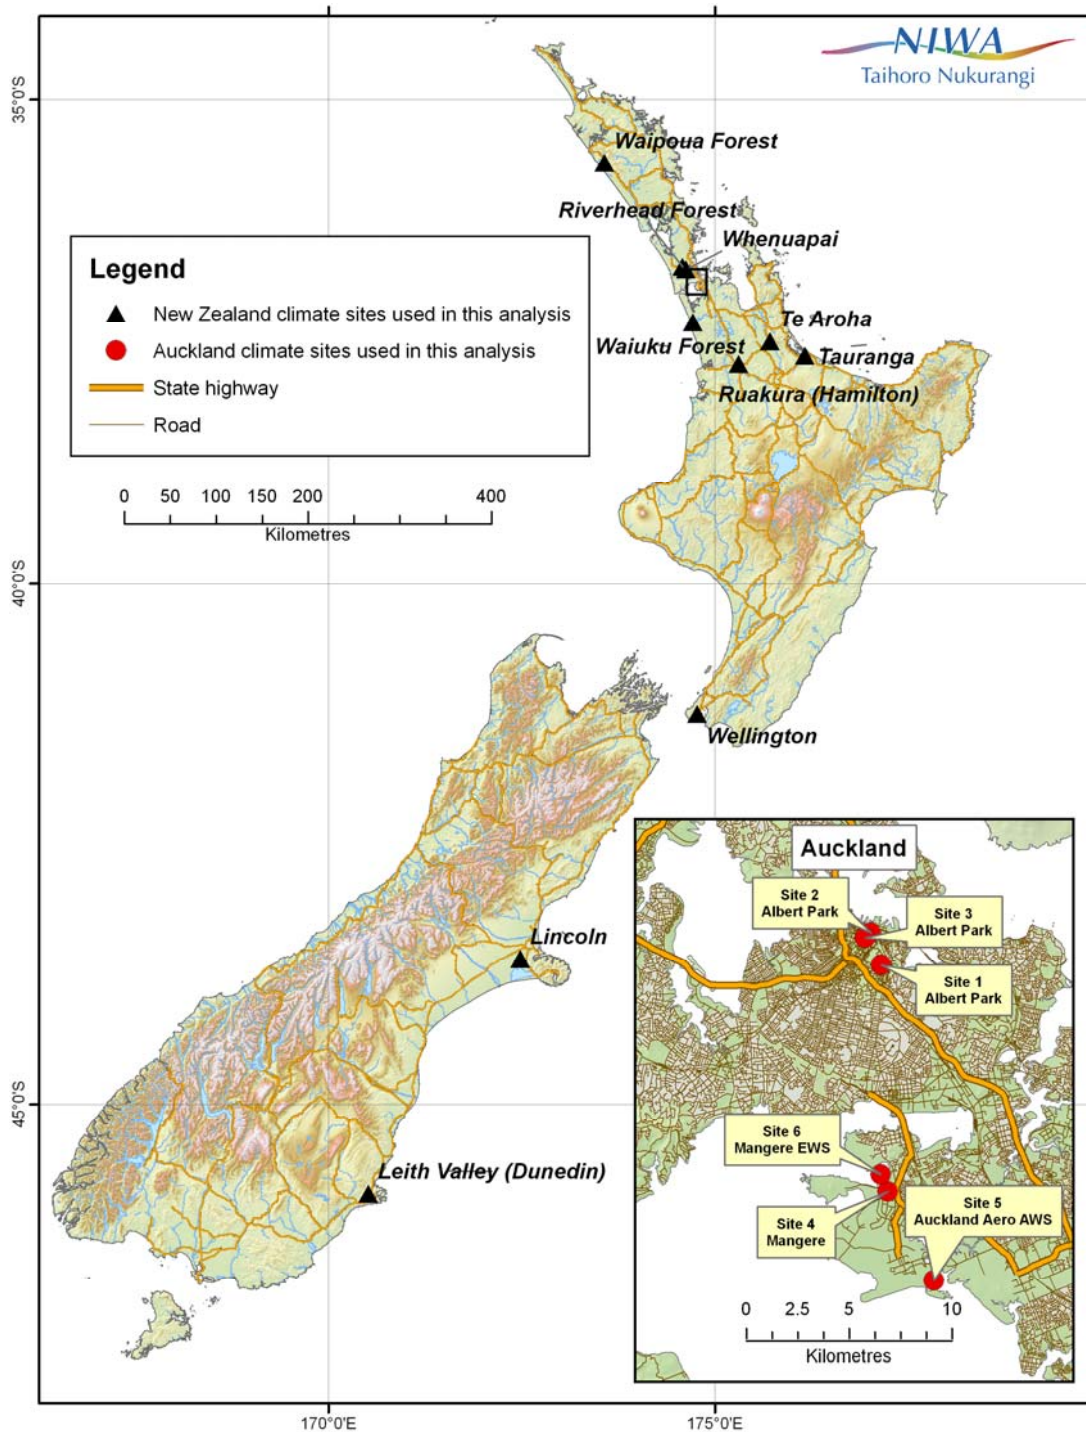 NIWA
Taihoro Nukurangi
35°0'S
Waipoua Forest
Riverhead Forest
Whenuapai
Legend
New Zealand climate sites used in this analysis
Auckland climate sites used in this analysis
State highway
Road
Te Aroha
Waiuku Forest
Tauranga
Ruakura (Hamilton)
0 50 100 150 200 400
Kilometres
40°0'S
Wellington
Auckland
Site 2
Albert Park
Site 3
Albert Park
Site 1
Albert Park
Lincoln
45°0'S
Site 6
Mangere EWS
Site 5
Auckland Aero AWS
Site 4
Mangere
Leith Valley (Dunedin)
0 2.5 5 10
Kilometres
170°0'E
175°0'E